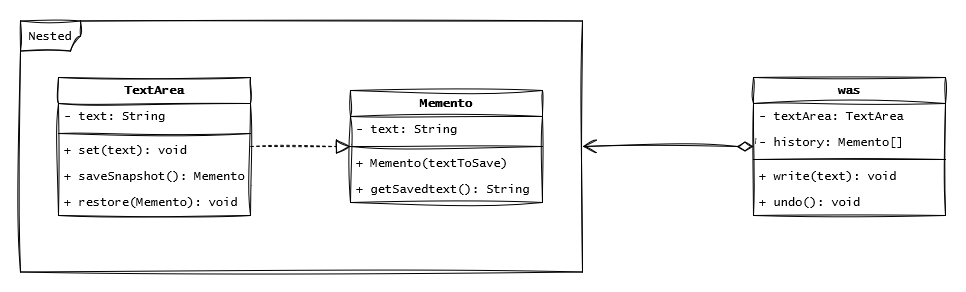 Nested
TextArea
- text: String
+ set(text): void
+ saveSnapshot(): Memento
+ restore(Memento): void
Memento
- text: String
+ Memento(textToSave)
+ getSavedtext(): String
was
- textArea: TextArea
- history: Memento[]
+ write(text): void
+ undo(): void